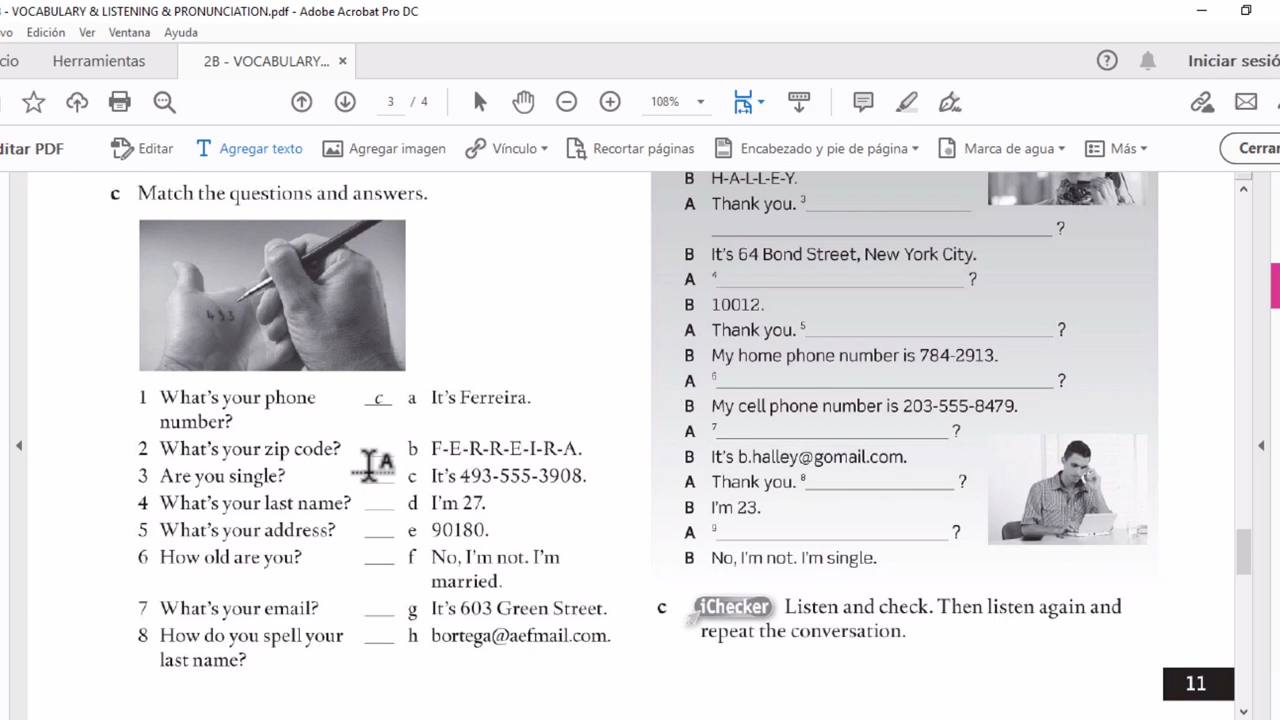 - VOCABULARY & LISTENING & PRONUNCIATION.pdf - Adobe Acrobat Pro DC
vo Edición Ver Ventana Ayuda
cio Herramientas 2B - VOCABULARY... × Iniciar sesió
3 / 4 108%
ditar PDF Editar Agregar texto Agregar imagen Vínculo Recortar páginas Encabezado y pie de página Marca de agua Más Cerrar
c Match the questions and answers.
493
1 What's your phone number? c a It's Ferreira.
2 What's your zip code? b F-E-R-R-E-I-R-A.
3 Are you single? c It's 493-555-3908.
4 What's your last name? d I'm 27.
5 What's your address? e 90180.
6 How old are you? f No, I'm not. I'm married.
7 What's your email? g It's 603 Green Street.
8 How do you spell your last name? h bortega@aefmail.com.
B H-A-L-L-E-Y.
A Thank you. 3 ?
B It's 64 Bond Street, New York City.
A 4 ?
B 10012.
A Thank you. 5 ?
B My home phone number is 784-2913.
A 6 ?
B My cell phone number is 203-555-8479.
A 7 ?
B It's b.halley@gomail.com.
A Thank you. 8 ?
B I'm 23.
A 9 ?
B No, I'm not. I'm single.
c iChecker Listen and check. Then listen again and
repeat the conversation.
11